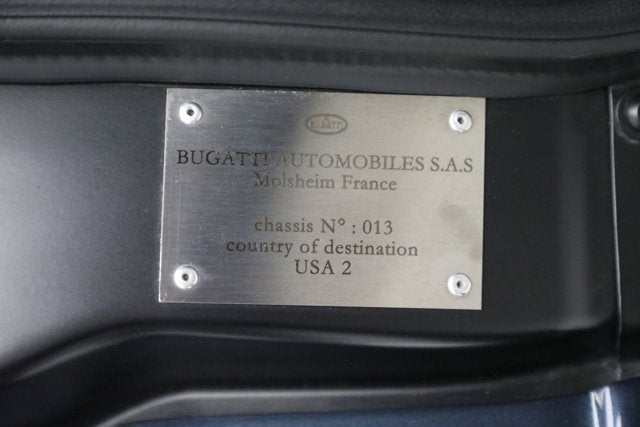 BUGATTI
BUGATTI AUTOMOBILES S.A.S
Molsheim France
chassis N° : 013
country of destination
USA 2